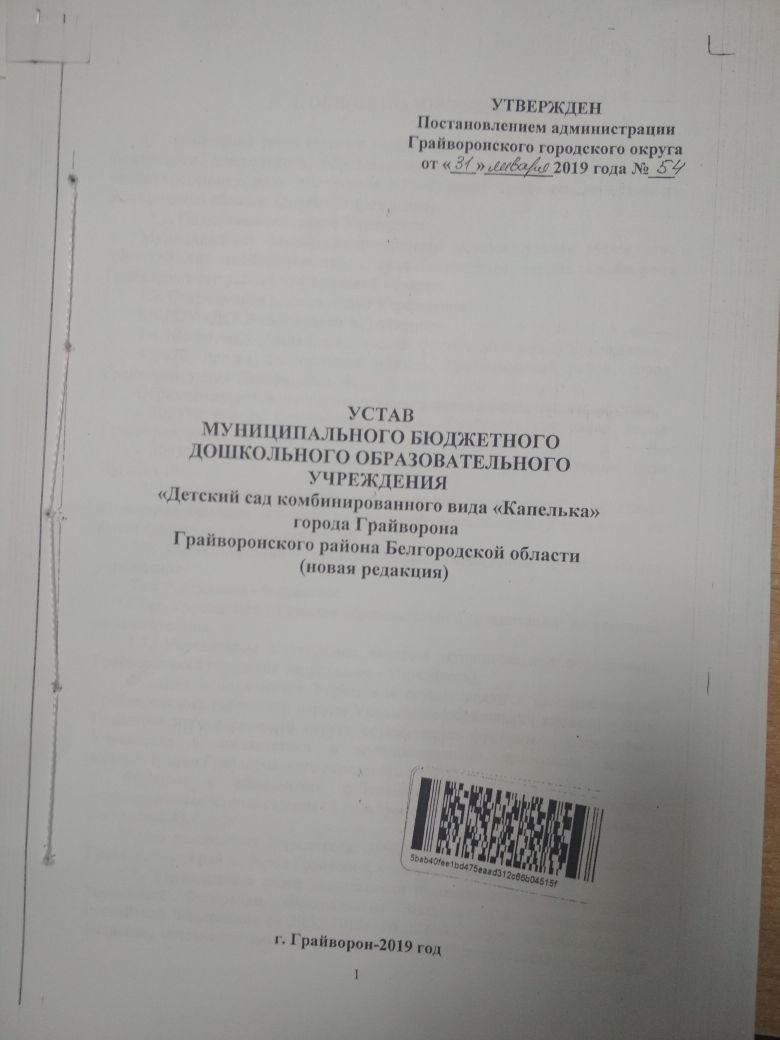 УТВЕРЖДЕН
Постановлением администрации
Грайворонского городского округа
от «31» января 2019 года № 54
УСТАВ
МУНИЦИПАЛЬНОГО БЮДЖЕТНОГО
ДОШКОЛЬНОГО ОБРАЗОВАТЕЛЬНОГО
УЧРЕЖДЕНИЯ
«Детский сад комбинированного вида «Капелька»
города Грайворона
Грайворонского района Белгородской области
(новая редакция)
5bab40fee1bd475eaad312c66b04515f
г. Грайворон-2019 год
1